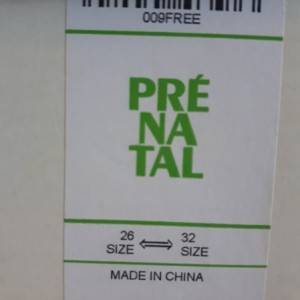 009FREE
PRÉ
NA
TAL
26 32
SIZE ⟺ SIZE
MADE IN CHINA